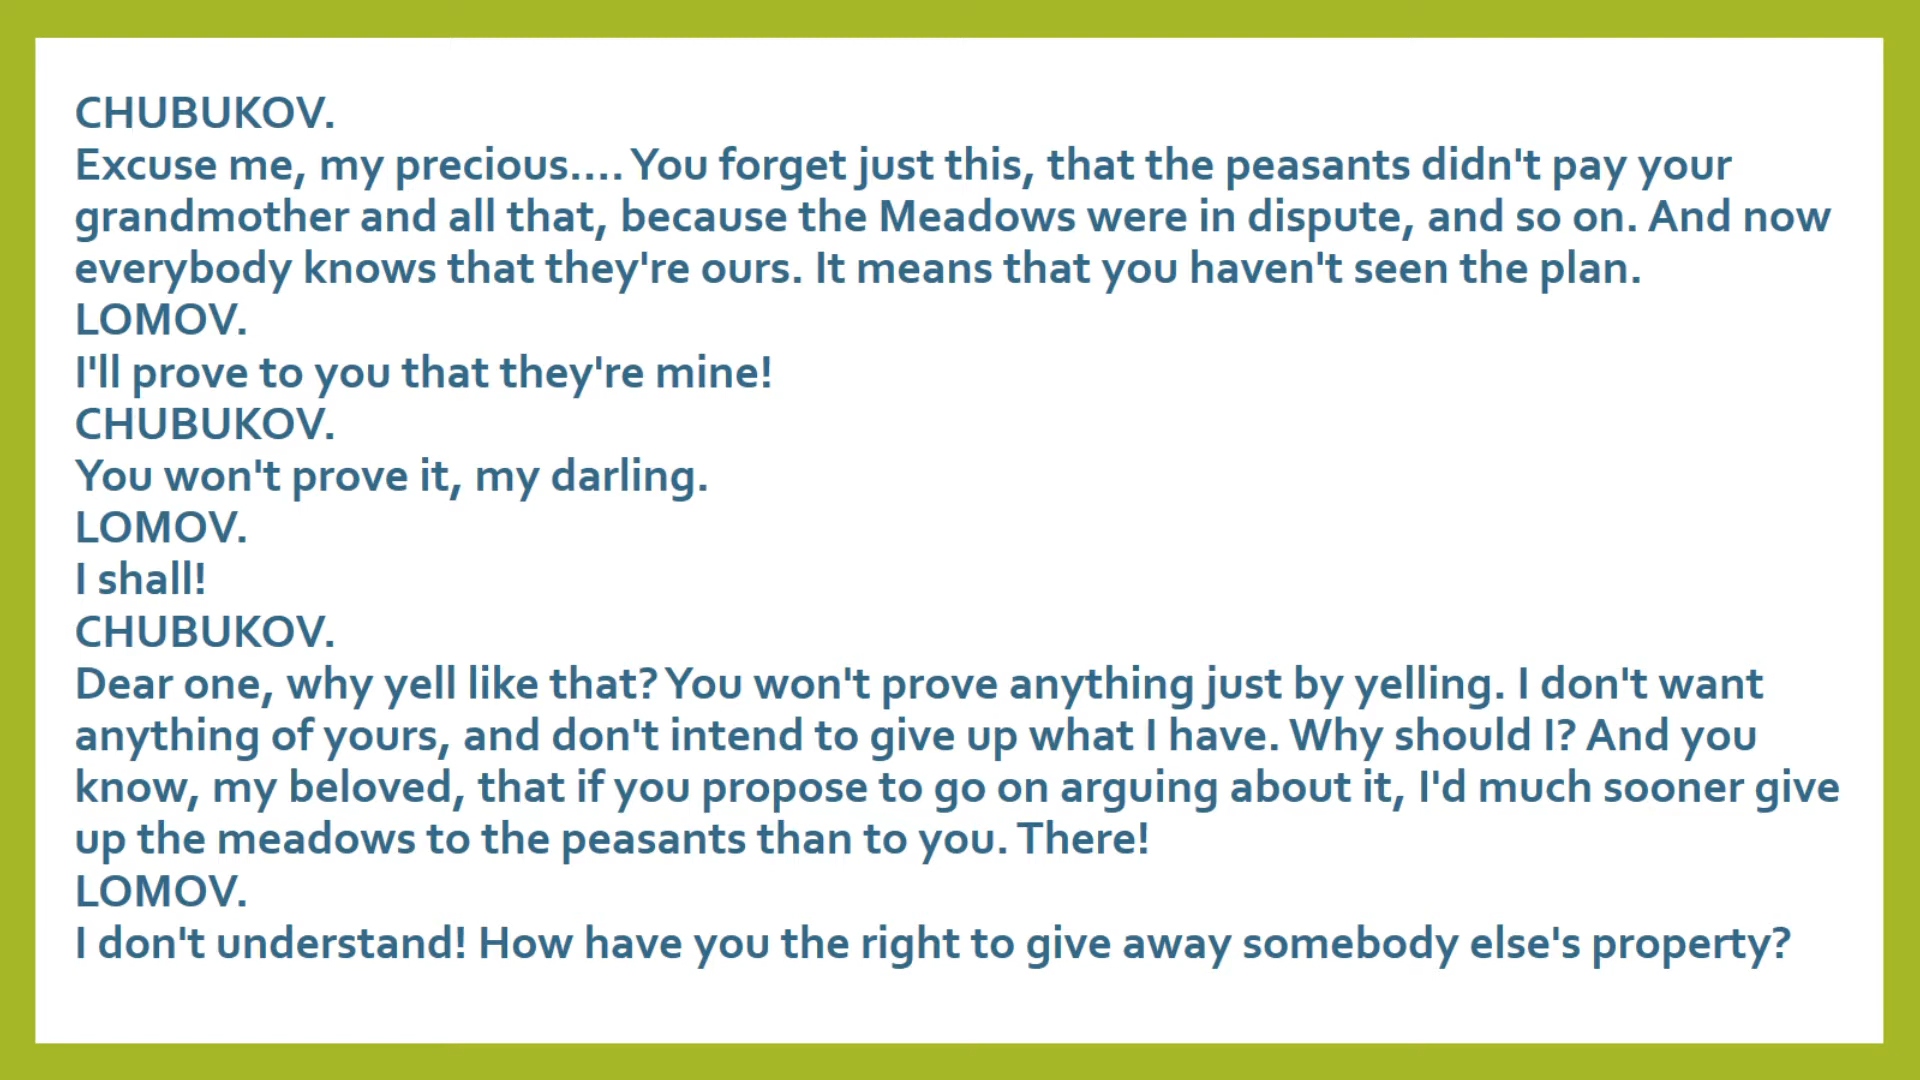 CHUBUKOV.
Excuse me, my precious.... You forget just this, that the peasants didn't pay your
grandmother and all that, because the Meadows were in dispute, and so on. And now
everybody knows that they're ours. It means that you haven't seen the plan.
LOMOV.
I'll prove to you that they're mine!
CHUBUKOV.
You won't prove it, my darling.
LOMOV.
I shall!
CHUBUKOV.
Dear one, why yell like that? You won't prove anything just by yelling. I don't want
anything of yours, and don't intend to give up what I have. Why should I? And you
know, my beloved, that if you propose to go on arguing about it, I'd much sooner give
up the meadows to the peasants than to you. There!
LOMOV.
I don't understand! How have you the right to give away somebody else's property?